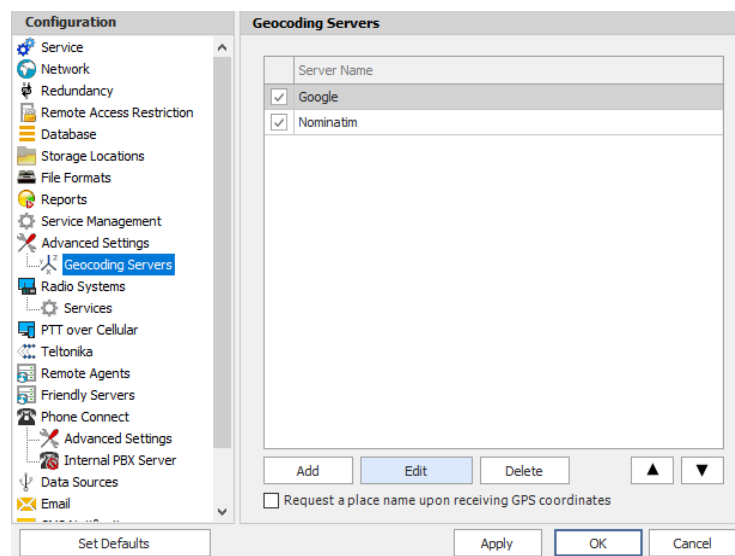 Configuration
Service
Network
Redundancy
Remote Access Restriction
Database
Storage Locations
File Formats
Reports
Service Management
Advanced Settings
Geocoding Servers
Radio Systems
Services
PTT over Cellular
Teltonika
Remote Agents
Friendly Servers
Phone Connect
Advanced Settings
Internal PBX Server
Data Sources
Email
Set Defaults
Geocoding Servers
Server Name
Google
Nominatim
Add Edit Delete
Request a place name upon receiving GPS coordinates
Apply OK Cancel